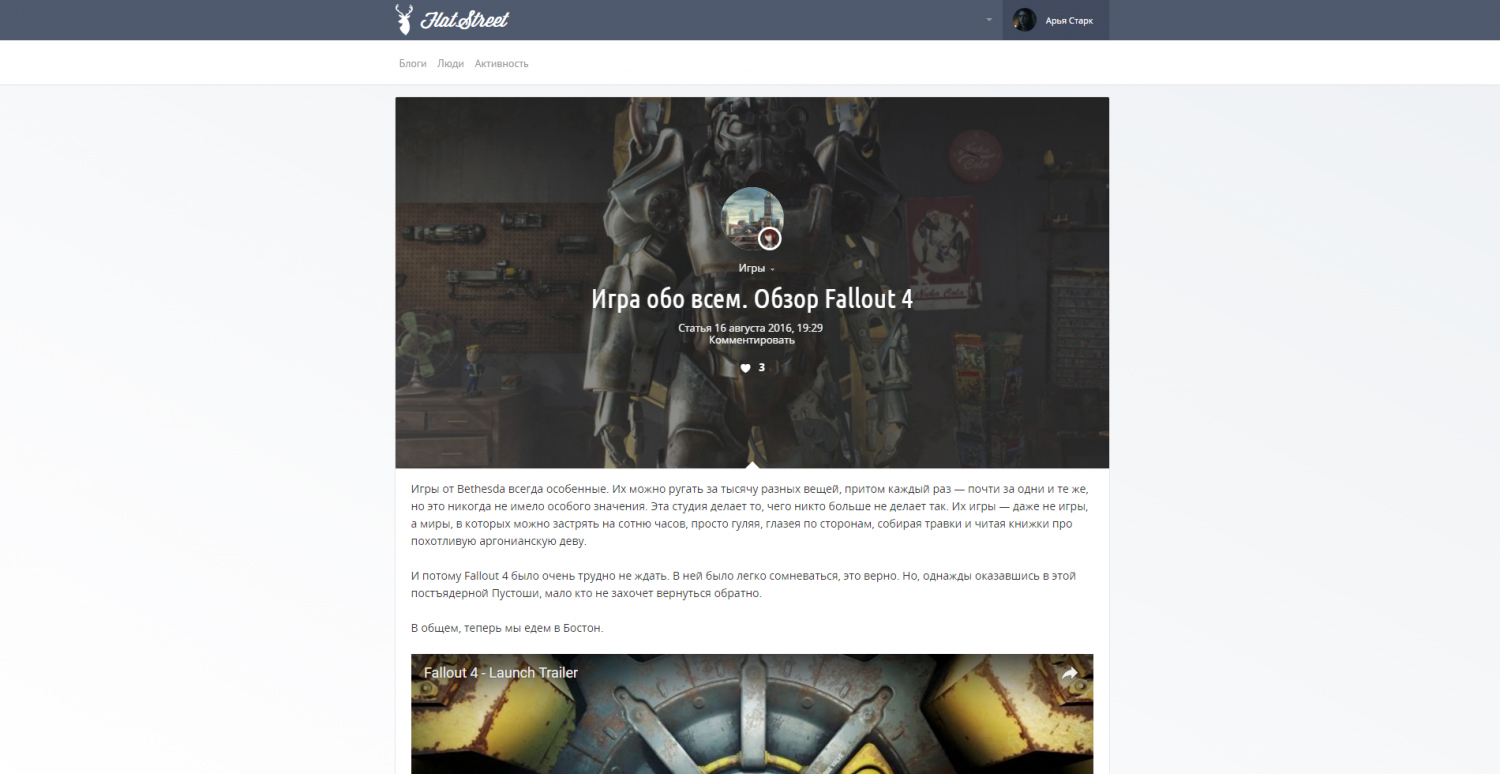 FlatStreet
Арья Старк
Блоги Люди Активность
Игры
Игра обо всем. Обзор Fallout 4
Статья 16 августа 2016, 19:29
Комментировать
3
Nuka Cola
Игры от Bethesda всегда особенные. Их можно ругать за тысячу разных вещей, притом каждый раз — почти за одни и те же,
но это никогда не имело особого значения. Эта студия делает то, чего никто больше не делает так. Их игры — даже не игры,
а миры, в которых можно застрять на сотню часов, просто гуляя, глазея по сторонам, собирая травки и читая книжки про
похотливую аргонианскую деву.
И потому Fallout 4 было очень трудно не ждать. В ней было легко сомневаться, это верно. Но, однажды оказавшись в этой
постъядерной Пустоши, мало кто не захочет вернуться обратно.
В общем, теперь мы едем в Бостон.
Fallout 4 - Launch Trailer